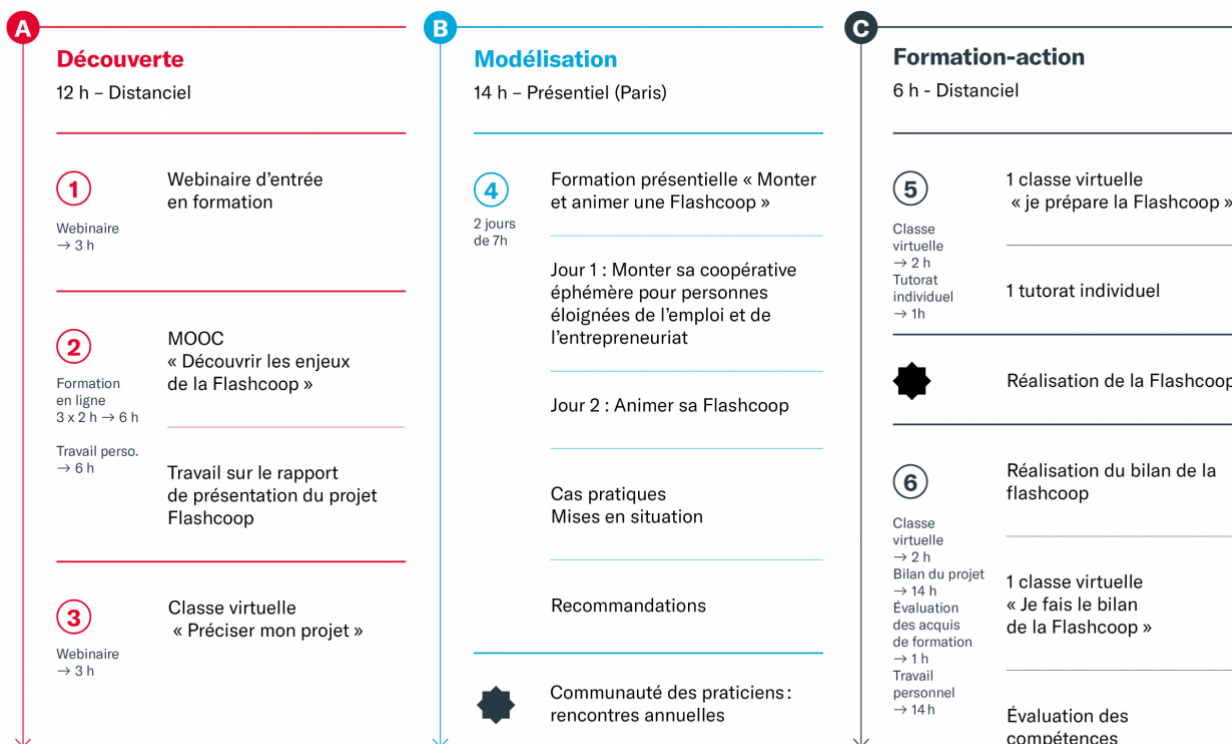 A
Découverte
12 h – Distanciel
1
Webinaire
→ 3 h
Webinaire d’entrée
en formation
2
Formation
en ligne
3 x 2 h → 6 h
Travail perso.
→ 6 h
MOOC
« Découvrir les enjeux
de la Flashcoop »
Travail sur le rapport
de présentation du projet
Flashcoop
3
Webinaire
→ 3 h
Classe virtuelle
« Préciser mon projet »
B
Modélisation
14 h – Présentiel (Paris)
4
2 jours
de 7h
Formation présentielle « Monter
et animer une Flashcoop »
Jour 1 : Monter sa coopérative
éphémère pour personnes
éloignées de l’emploi et de
l’entrepreneuriat
Jour 2 : Animer sa Flashcoop
Cas pratiques
Mises en situation
Recommandations
Communauté des praticiens :
rencontres annuelles
C
Formation-action
6 h - Distanciel
5
Classe
virtuelle
→ 2 h
Tutorat
individuel
→ 1h
1 classe virtuelle
« je prépare la Flashcoop »
1 tutorat individuel
Réalisation de la Flashcoop
6
Classe
virtuelle
→ 2 h
Bilan du projet
→ 14 h
Évaluation
des acquis
de formation
→ 1 h
Travail
personnel
→ 14 h
Réalisation du bilan de la
flashcoop
1 classe virtuelle
« Je fais le bilan
de la Flashcoop »
Évaluation des
compétences